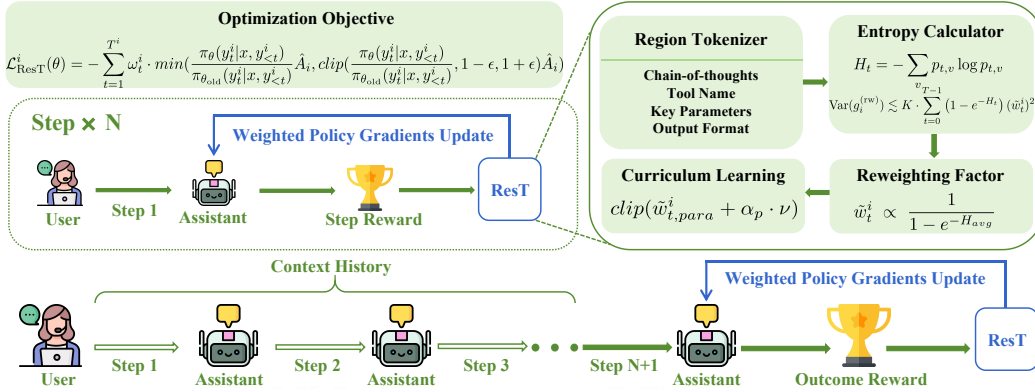 Optimization Objective
$\mathcal{L}^i_{\text{ResT}}(\theta) = -\sum_{t=1}^{T^i} \omega^i_t \cdot min(\frac{\pi_\theta(y^i_t|x, y^i_{<t})}{\pi_{\theta_{\text{old}}}(y^i_t|x, y^i_{<t})} \hat{A}_i, clip(\frac{\pi_\theta(y^i_t|x, y^i_{<t})}{\pi_{\theta_{\text{old}}}(y^i_t|x, y^i_{<t})}, 1-\epsilon, 1+\epsilon)\hat{A}_i)$
Step × N
Weighted Policy Gradients Update
User
Step 1
Assistant
Step Reward
ResT
Region Tokenizer
Chain-of-thoughts
Tool Name
Key Parameters
Output Format
Entropy Calculator
$H_t = -\sum_v p_{t,v} \log p_{t,v}$
$\text{Var}(g_i^{(\text{rw})}) \lesssim K \cdot \sum_{t=0}^{T-1} (1 - e^{-H_t}) (\tilde{w}^i_t)^2$
Curriculum Learning
$clip(\tilde{w}^i_{t,para} + \alpha_p \cdot \nu)$
Reweighting Factor
$\tilde{w}^i_t \propto \frac{1}{1 - e^{-H_{avg}}}$
Context History
Weighted Policy Gradients Update
User
Step 1
Assistant
Step 2
Assistant
Step 3
Step N+1
Assistant
Outcome Reward
ResT